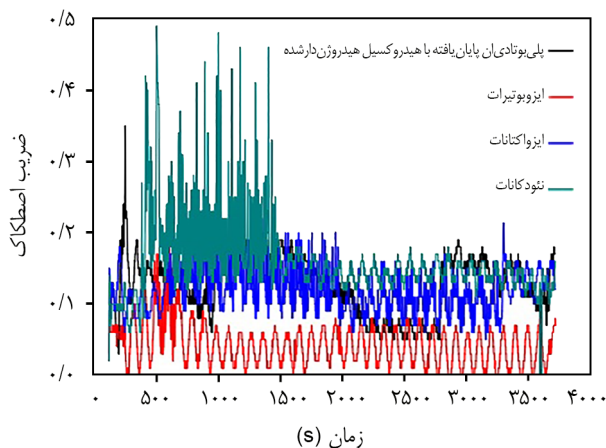 ۰/۵
۰/۴
۰/۳
۰/۲
۰/۱
۰/۰
ضریب اصطکاک
پلی‌بوتادی‌ان پایان‌یافته با هیدروکسیل هیدروژن‌دارشده
ایزوبوتیرات
ایزواکتانات
نئودکانات
۰ ۵۰۰ ۱۰۰۰ ۱۵۰۰ ۲۰۰۰ ۲۵۰۰ ۳۰۰۰ ۳۵۰۰ ۴۰۰۰
زمان (s)